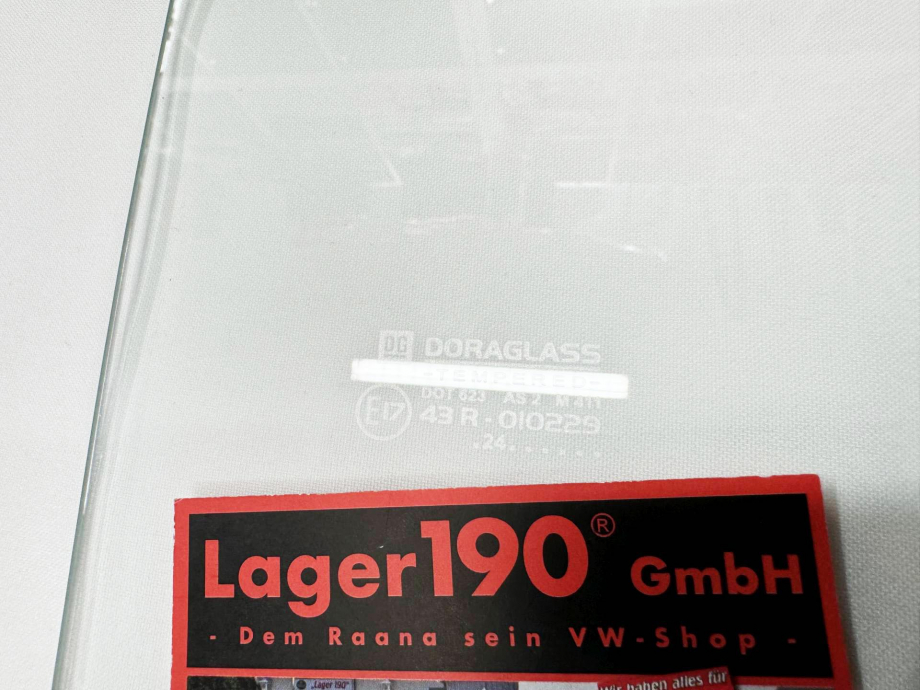 DG DORAGLASS
TEMPERED
DOT 623 AS 2 M 411
E17 43 R - 010229
.24......
Lager190® GmbH
- Dem Raana sein VW-Shop -
„Lager 190"
Wir haben alles für